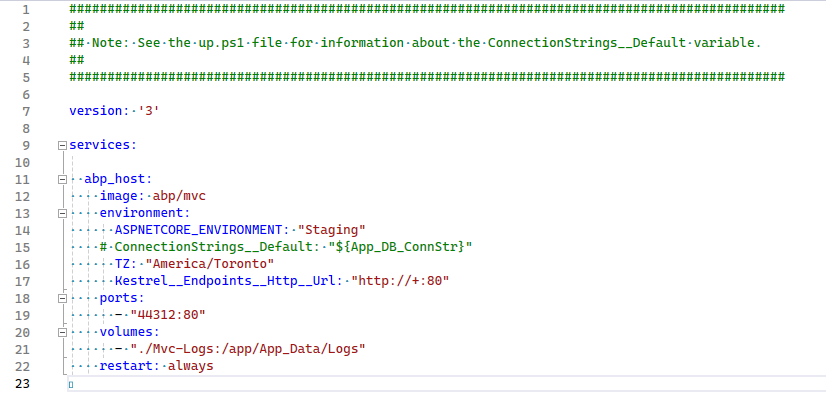 1 ###############################################################################################
2 ##
3 ## Note: See the up.ps1 file for information about the ConnectionStrings__Default variable.
4 ##
5 ###############################################################################################
6
7 version: '3'
8
9 services:
10
11   abp_host:
12     image: abp/mvc
13     environment:
14       ASPNETCORE_ENVIRONMENT: "Staging"
15     # ConnectionStrings__Default: "${App_DB_ConnStr}"
16       TZ: "America/Toronto"
17       Kestrel__Endpoints__Http__Url: "http://+:80"
18     ports:
19       - "44312:80"
20     volumes:
21       - "./Mvc-Logs:/app/App_Data/Logs"
22     restart: always
23